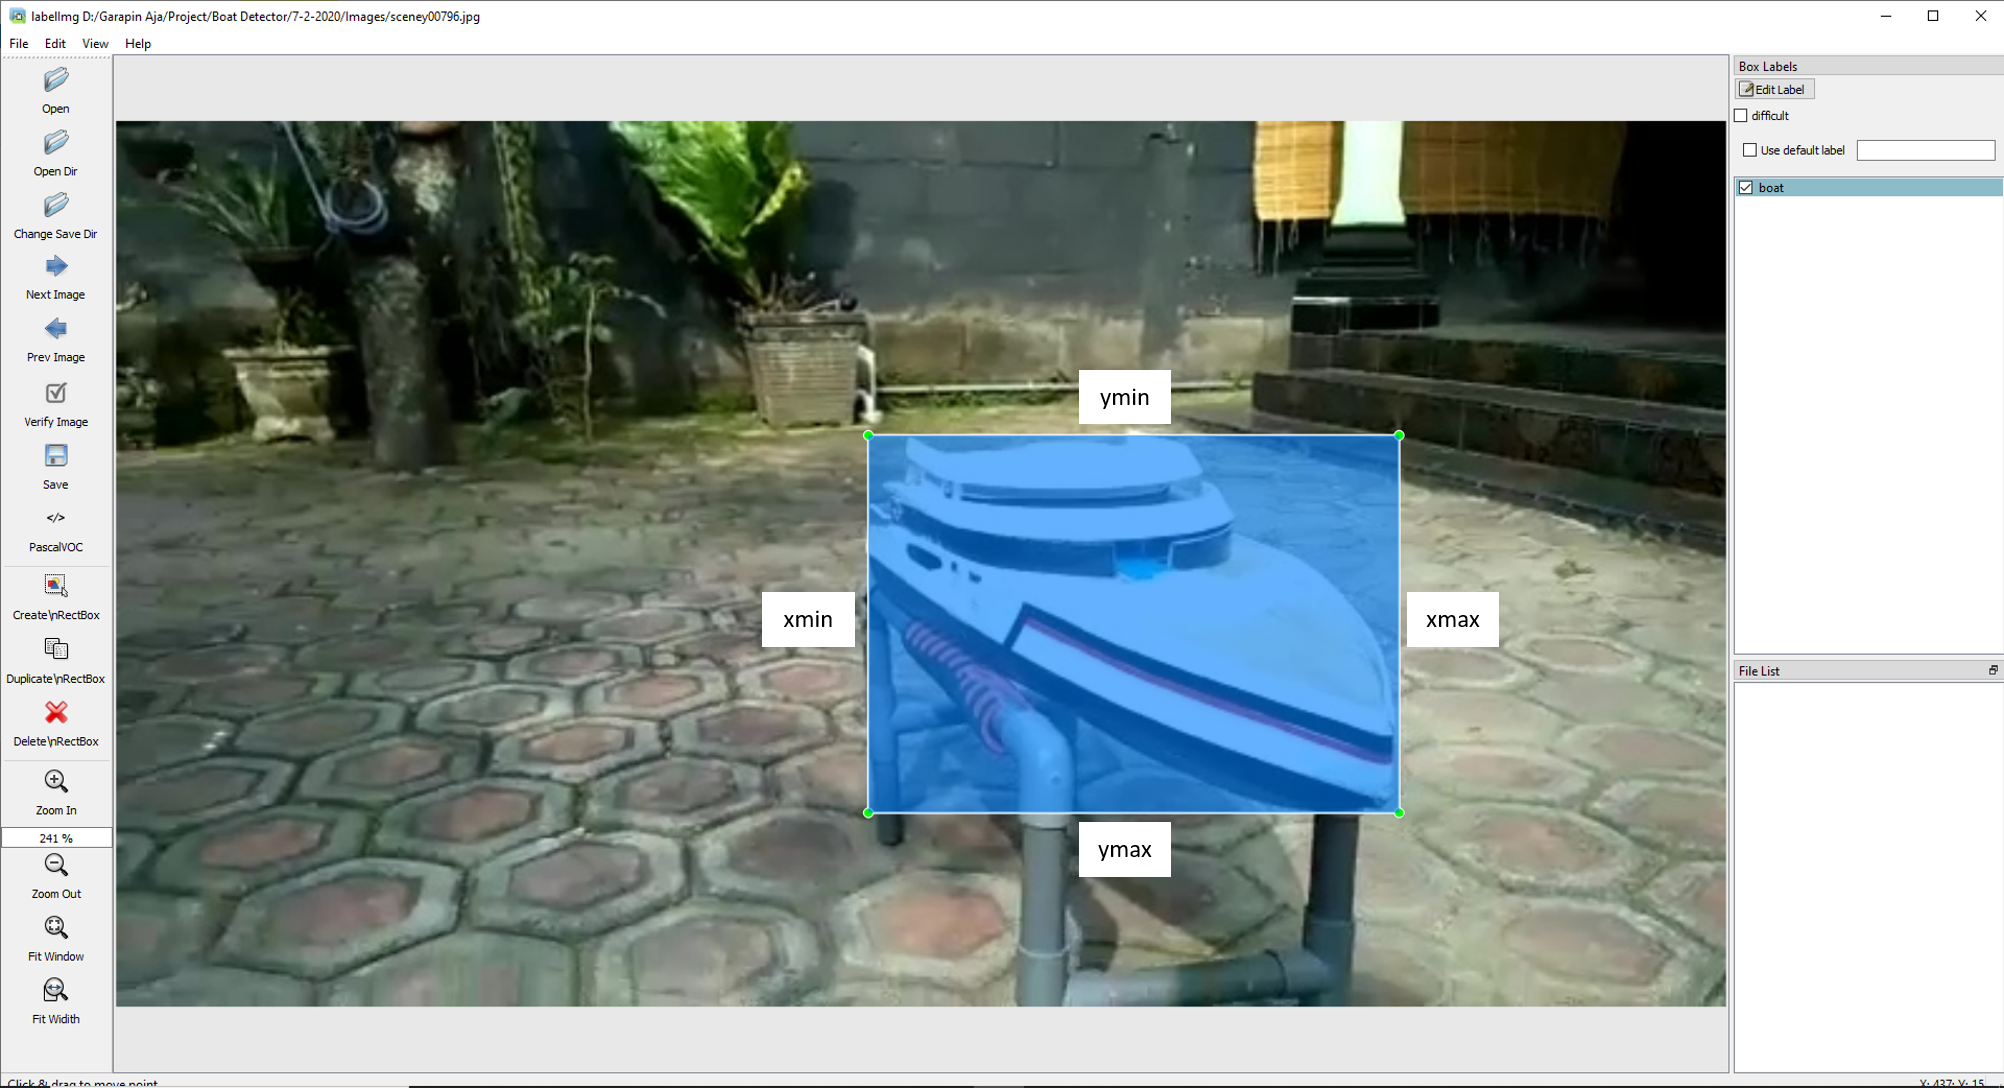 labelImg D:/Garapin Aja/Project/Boat Detector/7-2-2020/Images/sceney00796.jpg
File Edit View Help
Open
Open Dir
Change Save Dir
Next Image
Prev Image
Verify Image
Save
</>
PascalVOC
Create\nRectBox
Duplicate\nRectBox
Delete\nRectBox
Zoom In
241 %
Zoom Out
Fit Window
Fit Width
ymin
xmin
xmax
ymax
Box Labels
Edit Label
difficult
Use default label
boat
File List
Click & drag to move point
X: 437; Y: 15